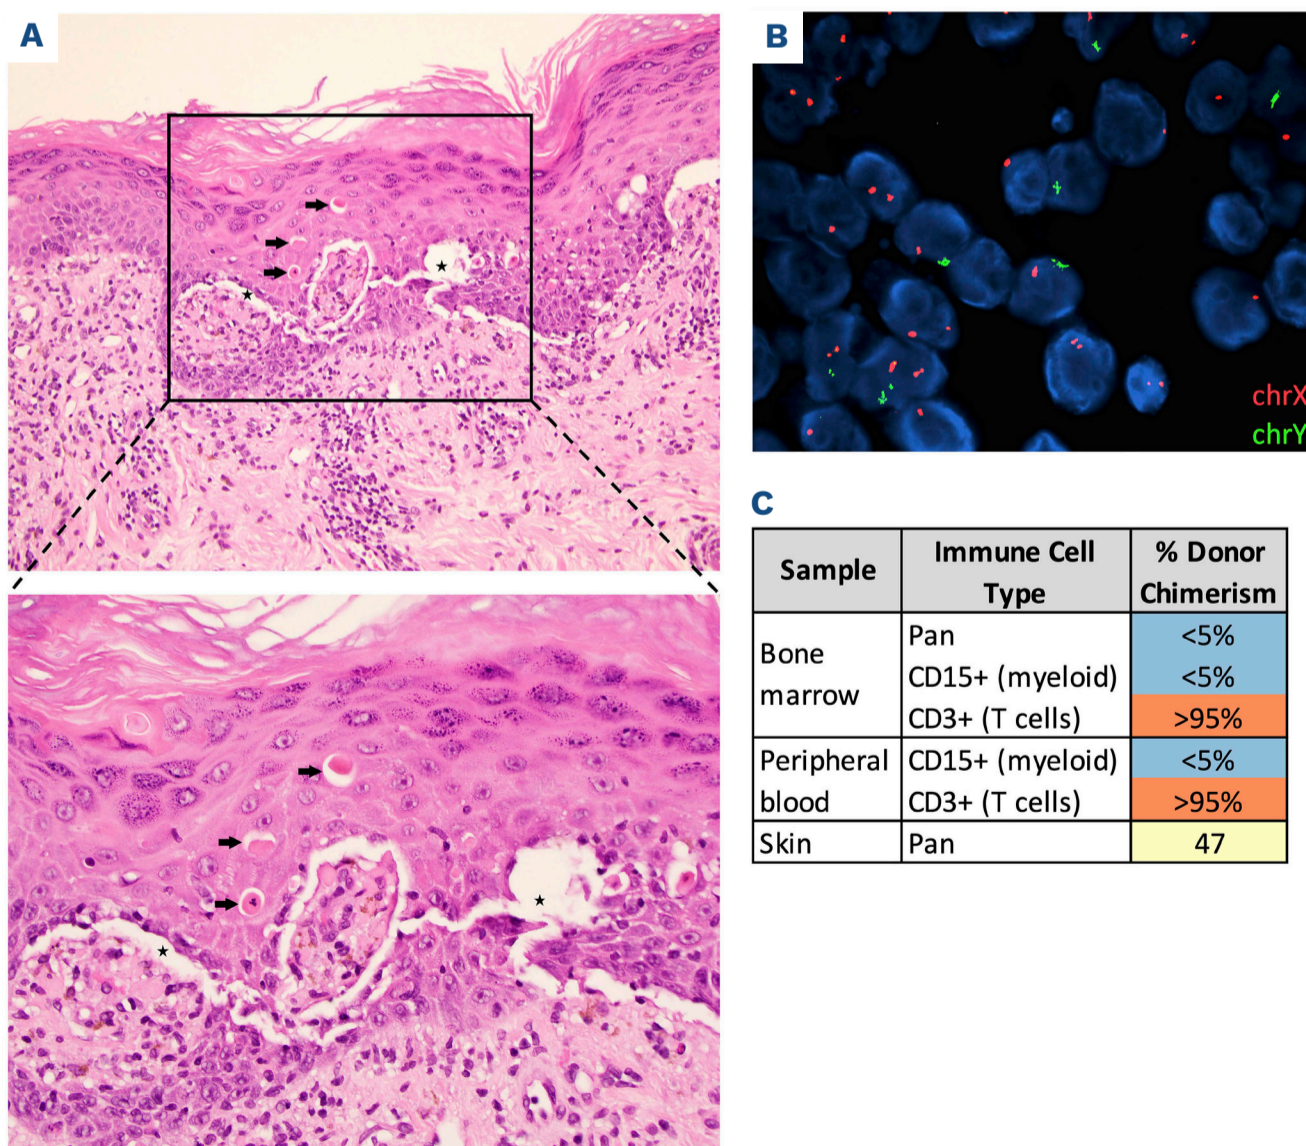 A
B
chrX
chrY
C
Sample
Immune Cell
Type
% Donor
Chimerism
Bone
marrow
Pan
<5%
CD15+ (myeloid)
<5%
CD3+ (T cells)
>95%
Peripheral
blood
CD15+ (myeloid)
<5%
CD3+ (T cells)
>95%
Skin
Pan
47